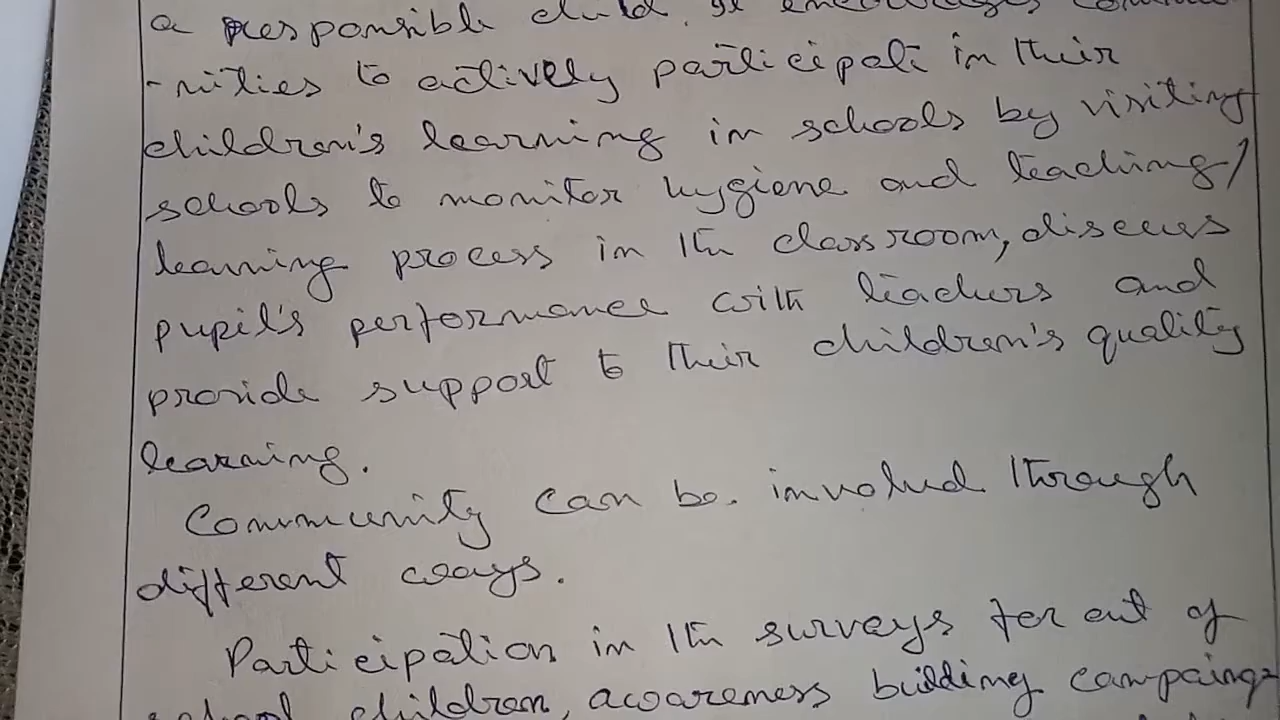 a responsible child. It encourages commu
-nities to actively participate in their
children's learning in schools by visiting
schools to monitor hygiene and teaching/
learning process in the classroom, discuss
pupil's performance with teachers and
provide support to their children's quality
learning.
Community can be. involved through
different ways.
Participation in the surveys for out of
school children, awareness building campaing